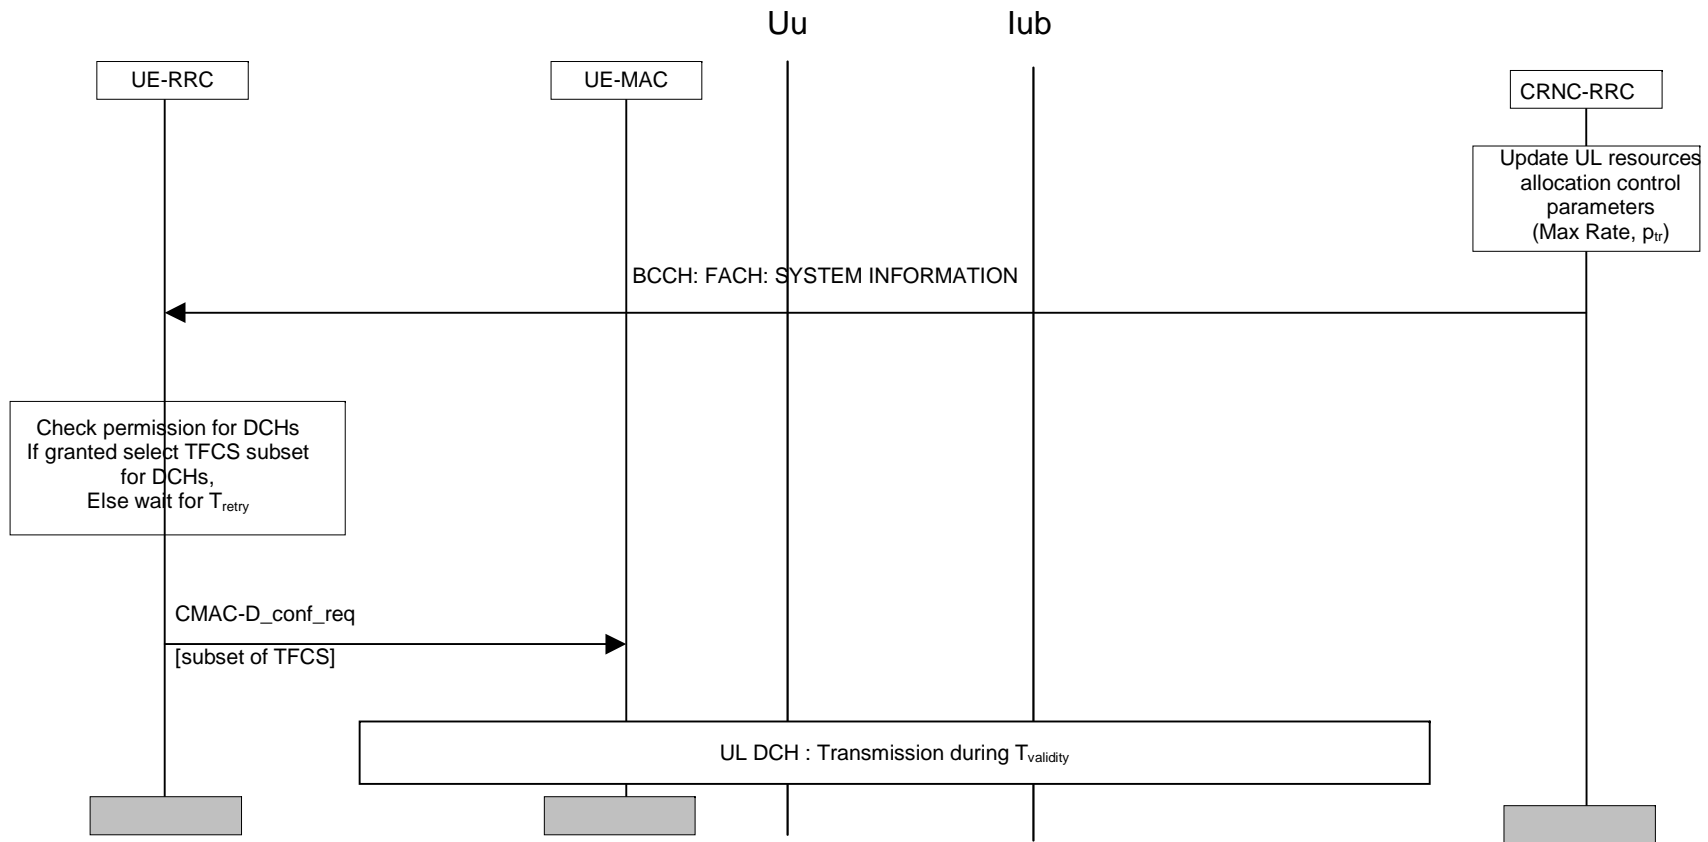 Uu
Iub
UE-RRC
UE-MAC
CRNC-RRC
Update UL resources
allocation control
parameters
(Max Rate, ptr)
BCCH: FACH: SYSTEM INFORMATION
Check permission for DCHs
If granted select TFCS subset
for DCHs,
Else wait for Tretry
CMAC-D_conf_req
[subset of TFCS]
UL DCH : Transmission during Tvalidity